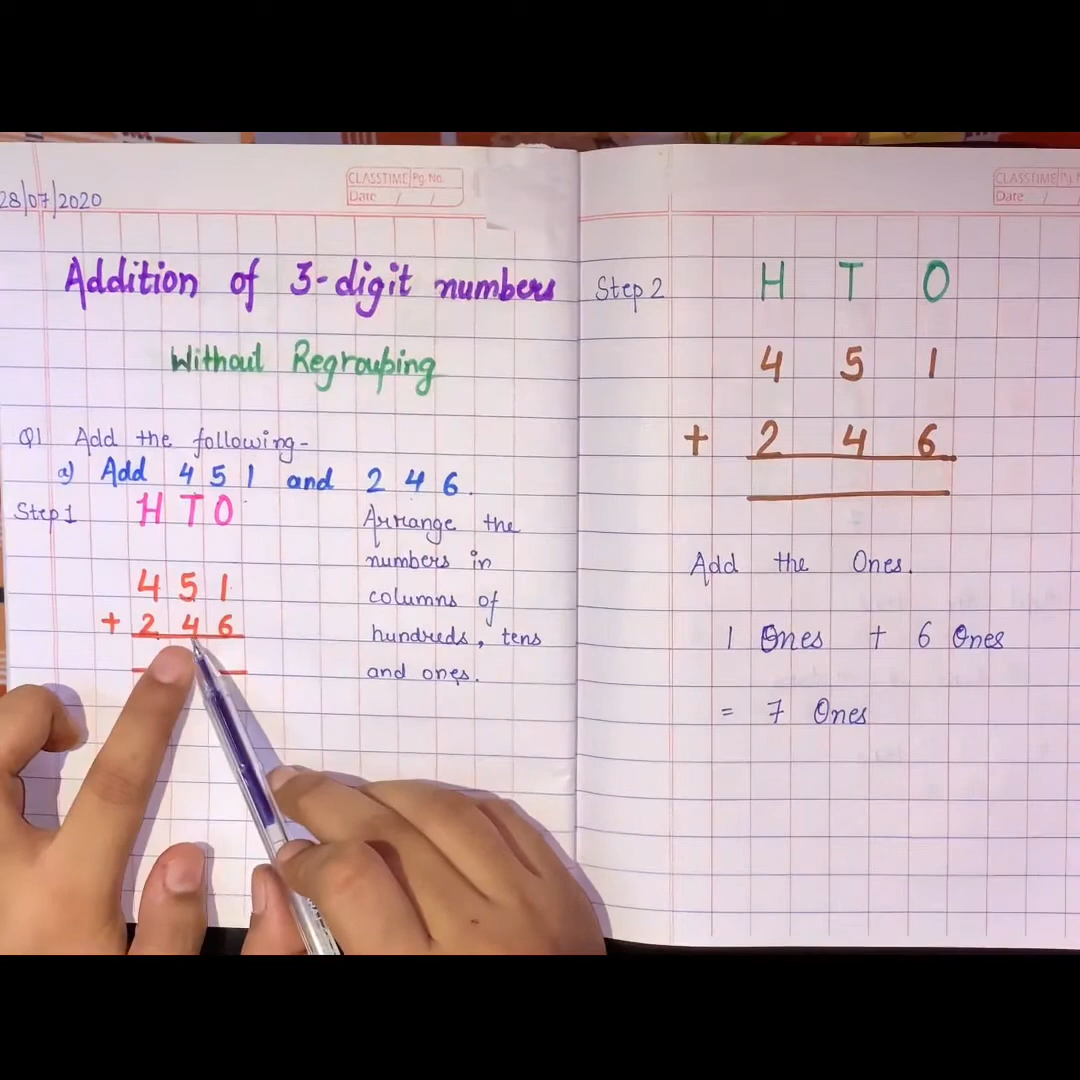 CLASSTIME Pg. No.
Date / /
28/07/2020
Addition of 3-digit numbers
Without Regrouping
Q1 Add the following-
a) Add 4 5 1 and 2 4 6.
Step 1 H T O
4 5 1
+ 2 4 6
Arrange the
numbers in
columns of
hundreds, tens
and ones.
CLASSTIME Pg. N
Date /
Step 2 H T O
4 5 1
+ 2 4 6
Add the Ones.
1 Ones + 6 Ones
= 7 Ones